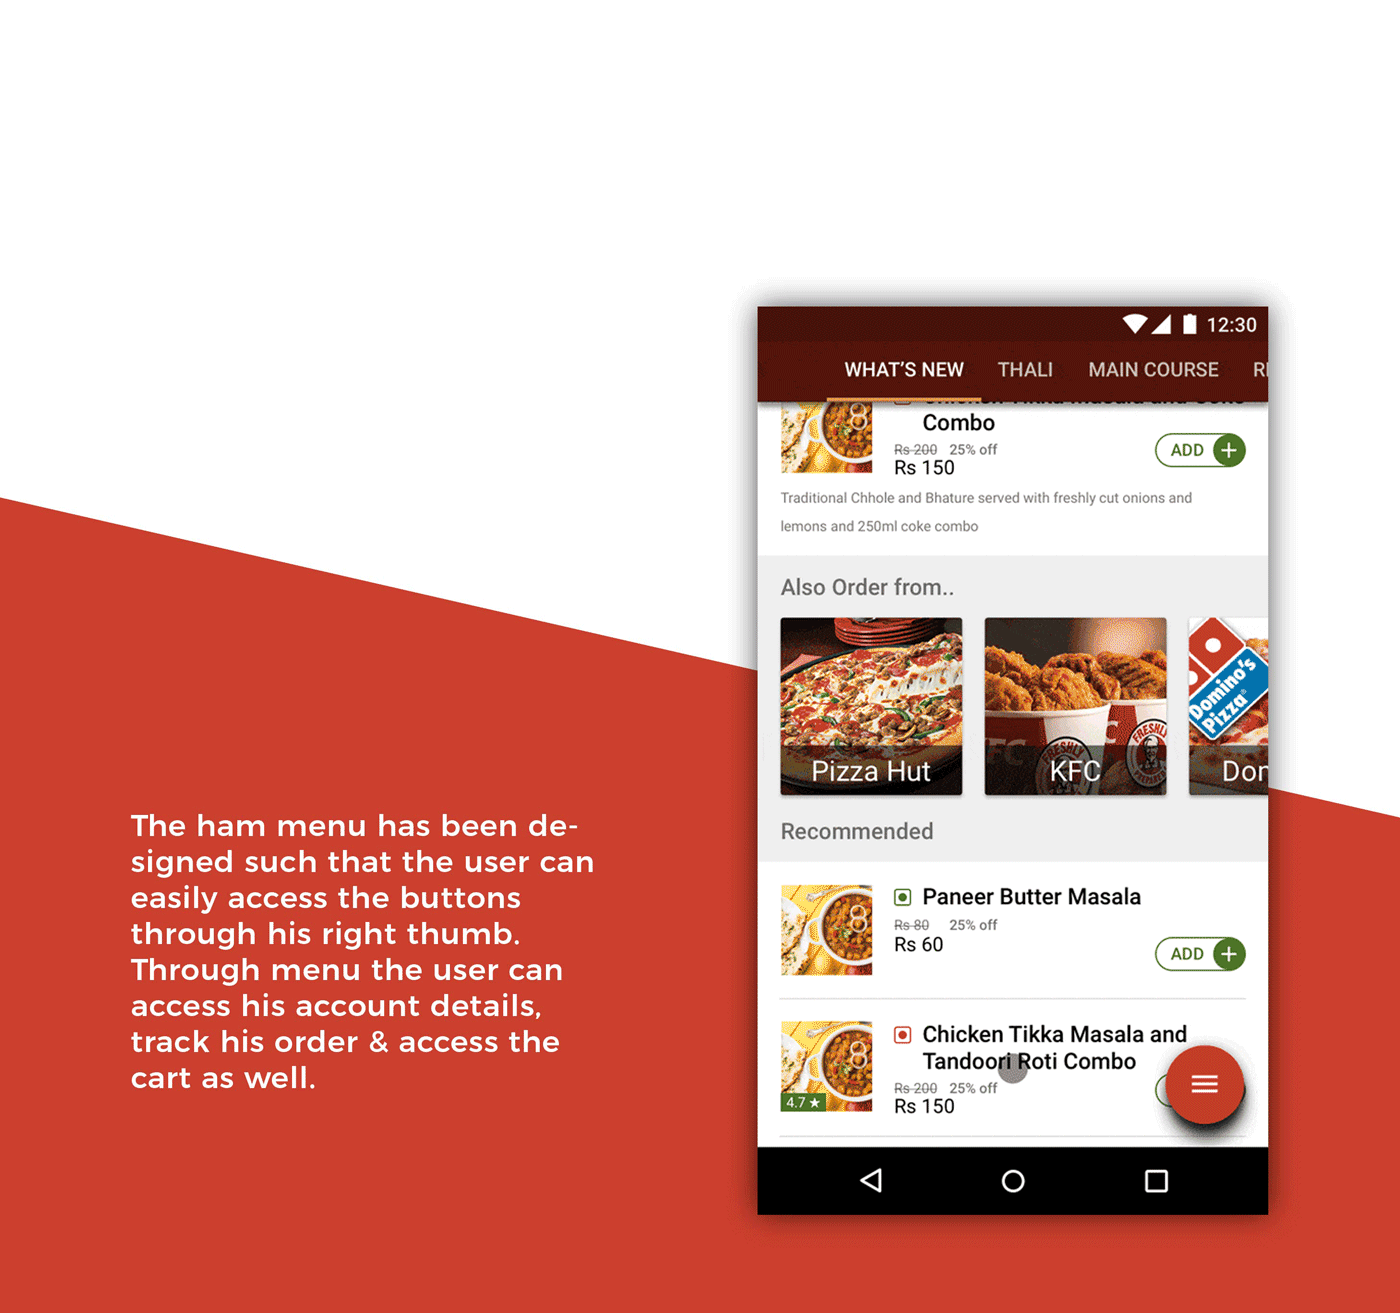 12:30
WHAT'S NEW THALI MAIN COURSE
Combo
Rs 200 25% off
Rs 150
ADD
Traditional Chhole and Bhature served with freshly cut onions and
lemons and 250ml coke combo
Also Order from..
Domino's
Pizza
FRESHLY
Pizza Hut KFC Don
Recommended
Paneer Butter Masala
Rs 80 25% off
Rs 60
ADD
Chicken Tikka Masala and
Tandoori Roti Combo
Rs 200 25% off
4.7 ★
Rs 150
The ham menu has been de-
signed such that the user can
easily access the buttons
through his right thumb.
Through menu the user can
access his account details,
track his order & access the
cart as well.